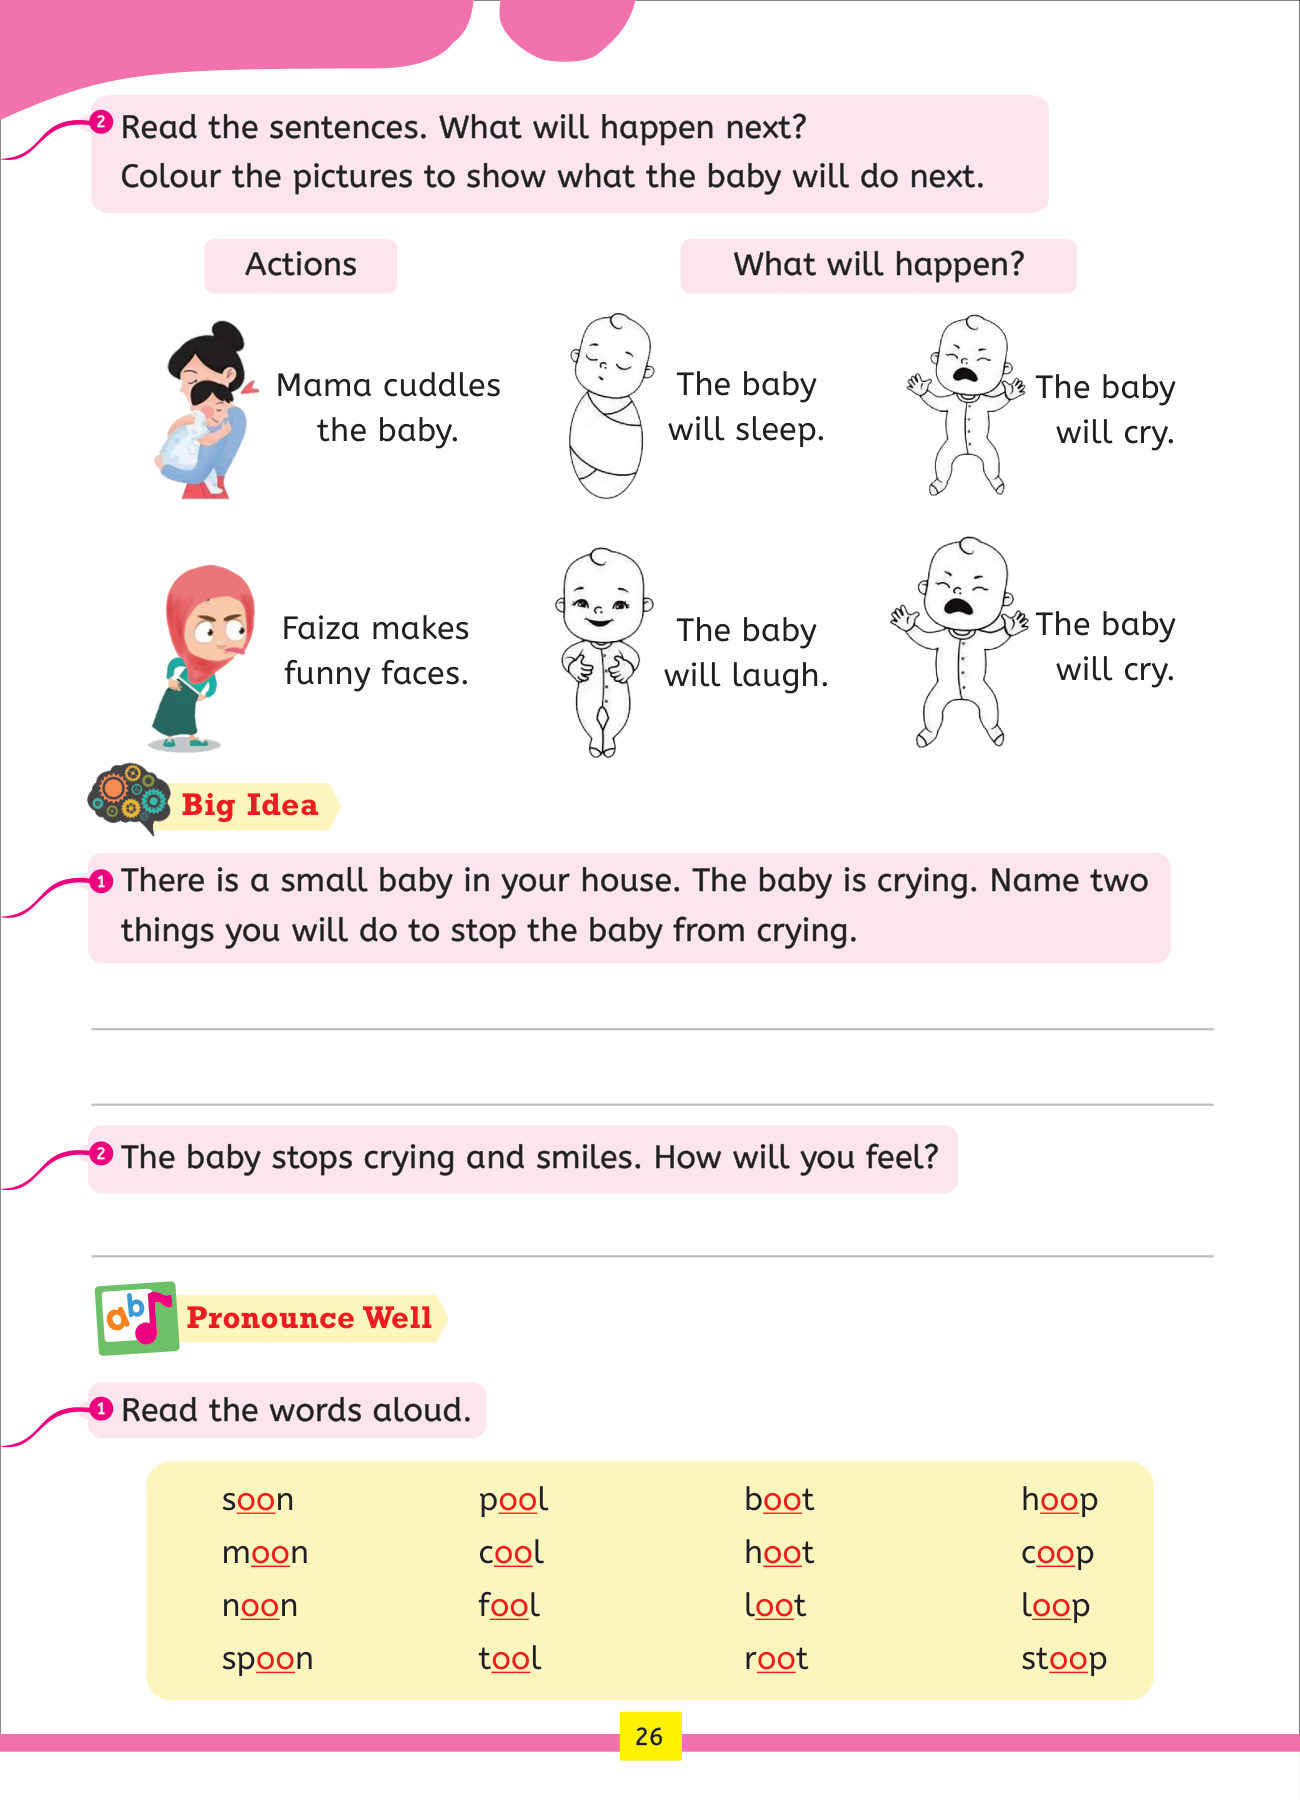 2 Read the sentences. What will happen next?
Colour the pictures to show what the baby will do next.
Actions
What will happen?
Mama cuddles
the baby.
The baby
will sleep.
The baby
will cry.
Faiza makes
funny faces.
The baby
will laugh.
The baby
will cry.
Big Idea
1 There is a small baby in your house. The baby is crying. Name two
things you will do to stop the baby from crying.
2 The baby stops crying and smiles. How will you feel?
ab
Pronounce Well
1 Read the words aloud.
soon pool boot hoop
moon cool hoot coop
noon fool loot loop
spoon tool root stoop
26